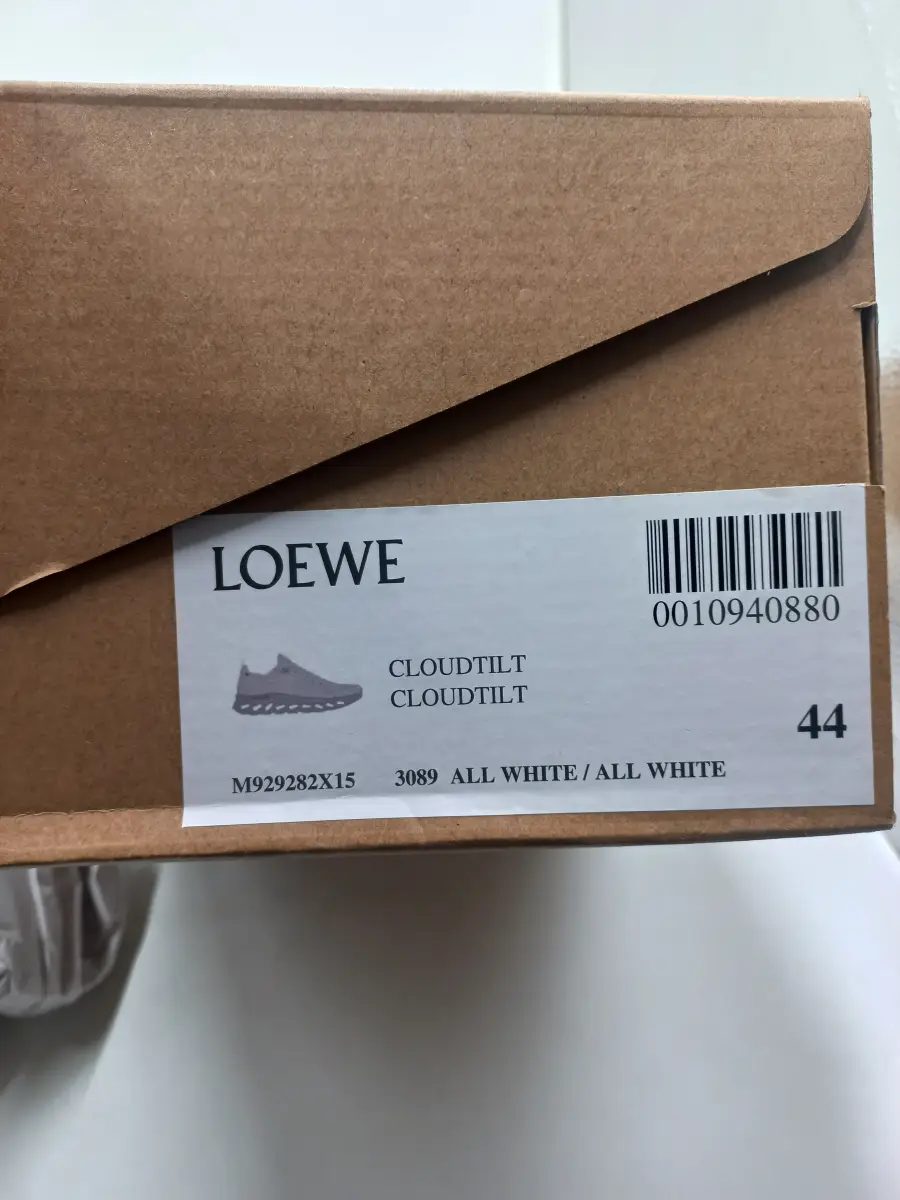 LOEWE
0010940880
CLOUDTILT
CLOUDTILT
44
M929282X15 3089 ALL WHITE / ALL WHITE